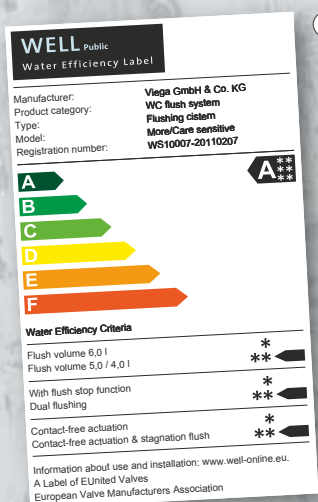 WELL Public
Water Efficiency Label
Manufacturer: Viega GmbH & Co. KG
Product category: WC flush system
Type: Flushing cistern
Model: More/Care sensitive
Registration number: WS10007-20110207
A
A ** ** **
B
C
D
E
F
Water Efficiency Criteria
Flush volume 6,0 l *
Flush volume 5,0 / 4,0 l **
With flush stop function *
Dual flushing **
Contact-free actuation *
Contact-free actuation & stagnation flush **
Information about use and installation: www.well-online.eu.
A Label of EUnited Valves
European Valve Manufacturers Association